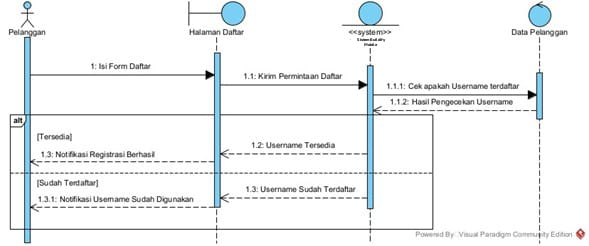 Pelanggan
Halaman Daftar
<<system>>
Data Pelanggan
1: Isi Form Daftar
1.1: Kirim Permintaan Daftar
1.1.1: Cek apakah Username terdaftar
1.1.2: Hasil Pengecekan Username
alt
[Tersedia]
1.2: Username Tersedia
1.3: Notifikasi Registrasi Berhasil
[Sudah Terdaftar]
1.3: Username Sudah Terdaftar
1.3.1: Notifikasi Username Sudah Digunakan
Powered By Visual Paradigm Community Edition